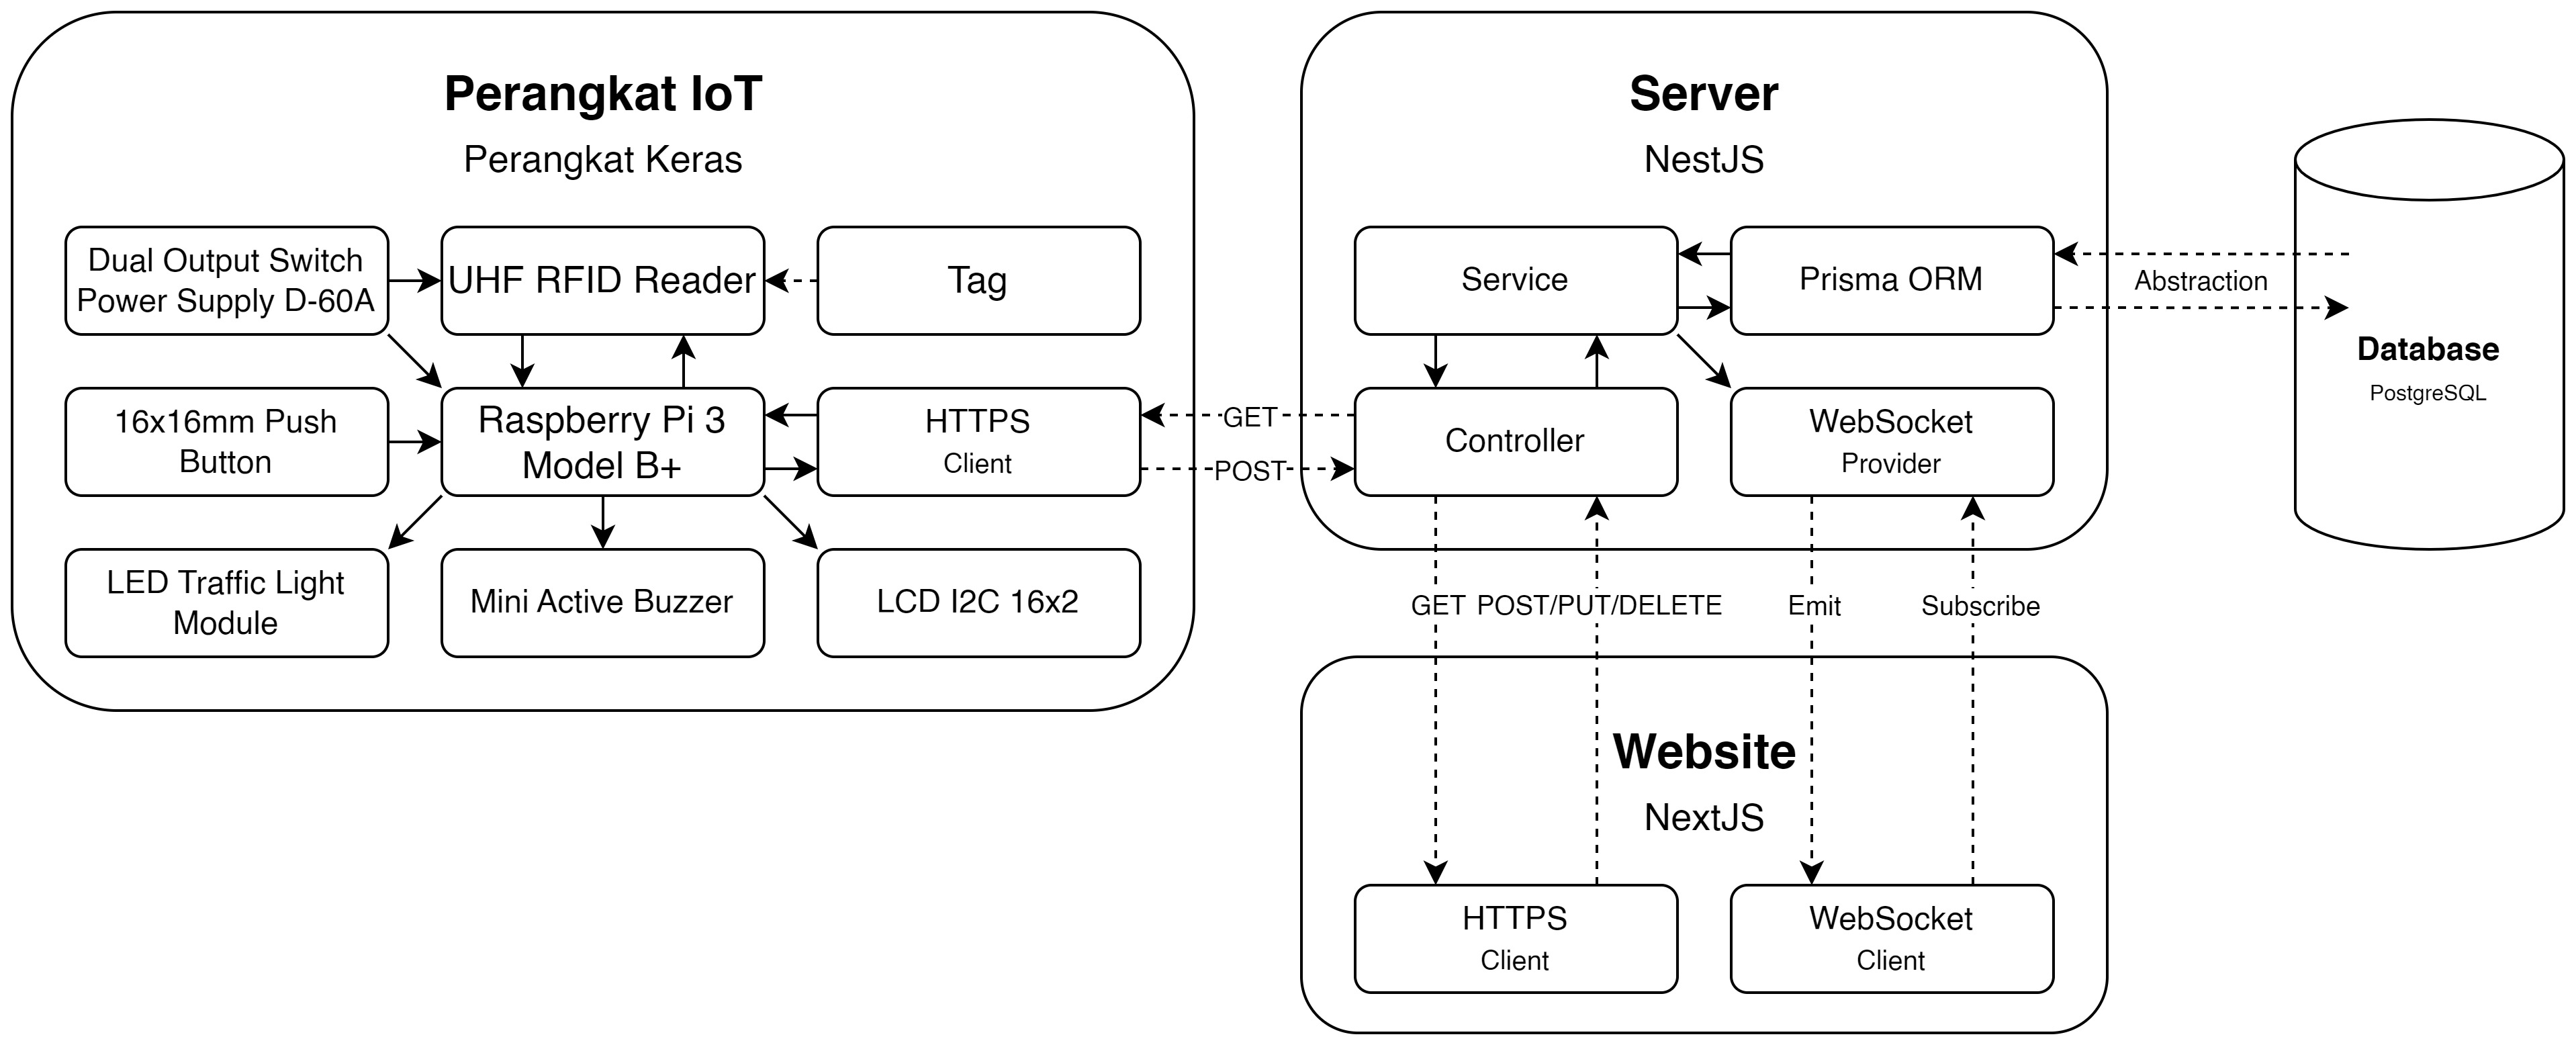 Perangkat IoT
Perangkat Keras
Dual Output Switch
Power Supply D-60A
UHF RFID Reader
Tag
16x16mm Push
Button
Raspberry Pi 3
Model B+
HTTPS
Client
LED Traffic Light
Module
Mini Active Buzzer
LCD I2C 16x2
GET
POST
Server
NestJS
Service
Prisma ORM
Controller
WebSocket
Provider
Abstraction
Database
PostgreSQL
GET
POST/PUT/DELETE
Emit
Subscribe
Website
NextJS
HTTPS
Client
WebSocket
Client